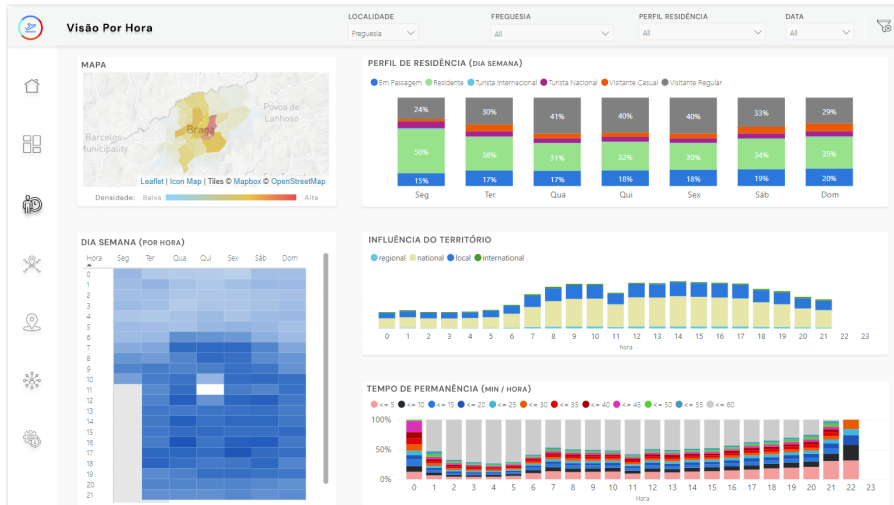 LOCALIDADE FREGUESIA PERFIL RESIDÊNCIA DATA
Visão Por Hora
Freguesia All All All
MAPA
Póvoa de
Lanhoso
Braga
Barcelos
Municipality
Leaflet | Icon Map | Tiles © Mapbox © OpenStreetMap
Densidade: Baixa Alta
PERFIL DE RESIDÊNCIA (DIA SEMANA)
Em Passagem Residente Turista Internacional Turista Nacional Visitante Casual Visitante Regular
24% 30% 41% 40% 40% 33% 29%
50% 38% 31% 32% 30% 34% 35%
15% 17% 17% 18% 18% 19% 20%
Seg Ter Qua Qui Sex Sáb Dom
DIA SEMANA (POR HORA)
Hora Seg Ter Qua Qui Sex Sáb Dom
0
1
2
3
4
5
6
7
8
9
10
11
12
13
14
15
16
17
18
19
20
21
INFLUÊNCIA DO TERRITÓRIO
regional national local international
0 1 2 3 4 5 6 7 8 9 10 11 12 13 14 15 16 17 18 19 20 21 22 23
hora
TEMPO DE PERMANÊNCIA (MIN / HORA)
<= 5 <= 10 <= 15 <= 20 <= 25 <= 30 <= 35 <= 40 <= 45 <= 50 <= 55 <= 60
100%
50%
0%
0 1 2 3 4 5 6 7 8 9 10 11 12 13 14 15 16 17 18 19 20 21 22 23
Hora